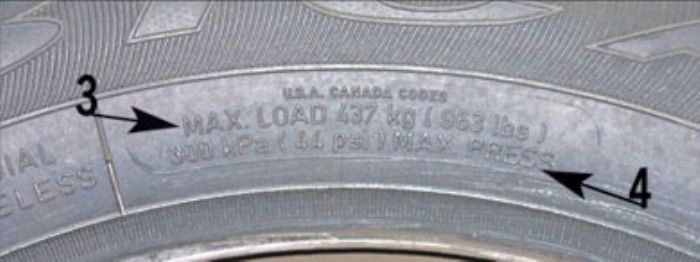 3
U.S.A. CANADA CODES
MAX. LOAD 437 kg ( 963 lbs )
300 kPa ( 44 psi ) MAX. PRESS
4
IAL
ELESS